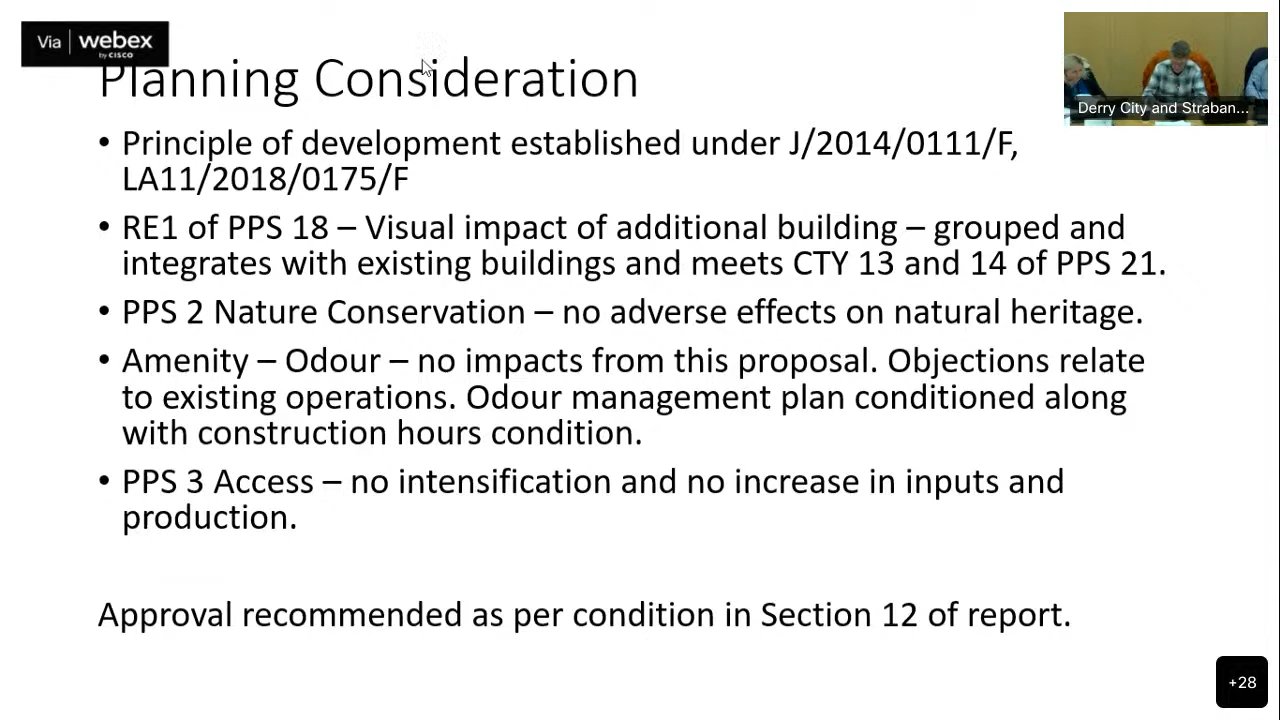 Via webex
by CISCO
Planning Consideration
Derry City and Straban...
• Principle of development established under J/2014/0111/F,
LA11/2018/0175/F
• RE1 of PPS 18 – Visual impact of additional building – grouped and
integrates with existing buildings and meets CTY 13 and 14 of PPS 21.
• PPS 2 Nature Conservation – no adverse effects on natural heritage.
• Amenity – Odour – no impacts from this proposal. Objections relate
to existing operations. Odour management plan conditioned along
with construction hours condition.
• PPS 3 Access – no intensification and no increase in inputs and
production.
Approval recommended as per condition in Section 12 of report.
+28